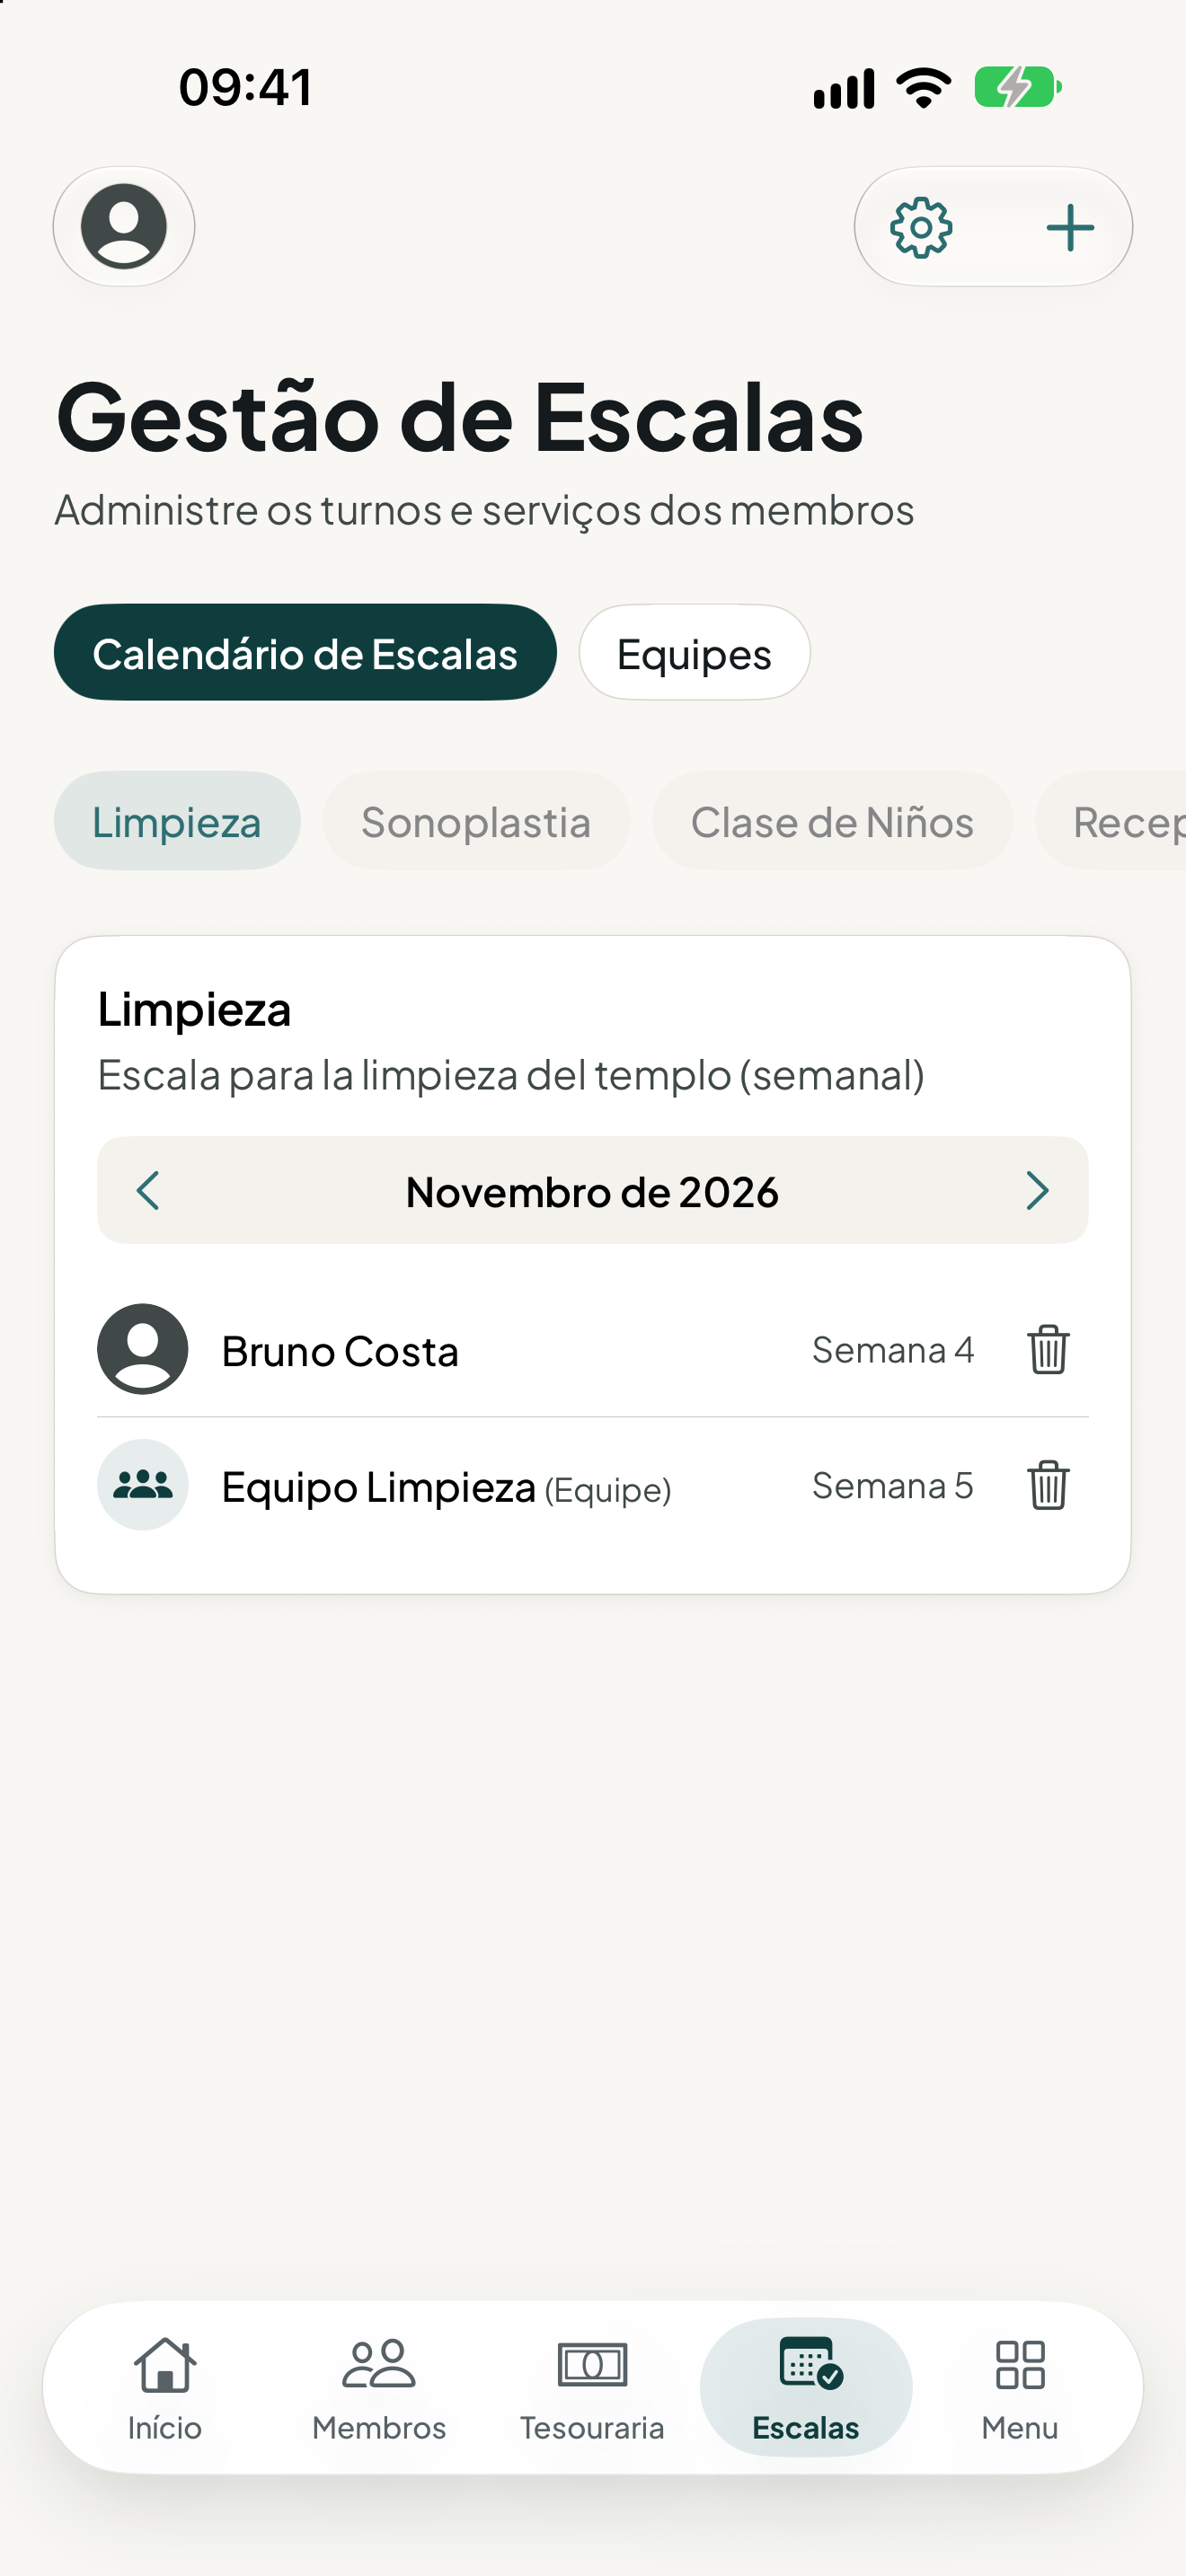 09:41
Gestão de Escalas
Administre os turnos e serviços dos membros
Calendário de Escalas Equipes
Limpieza Sonoplastia Clase de Niños
Limpieza
Escala para la limpieza del templo (semanal)
Novembro de 2026
Bruno Costa Semana 4
Equipo Limpieza (Equipe) Semana 5
Início Membros Tesouraria Escalas Menu